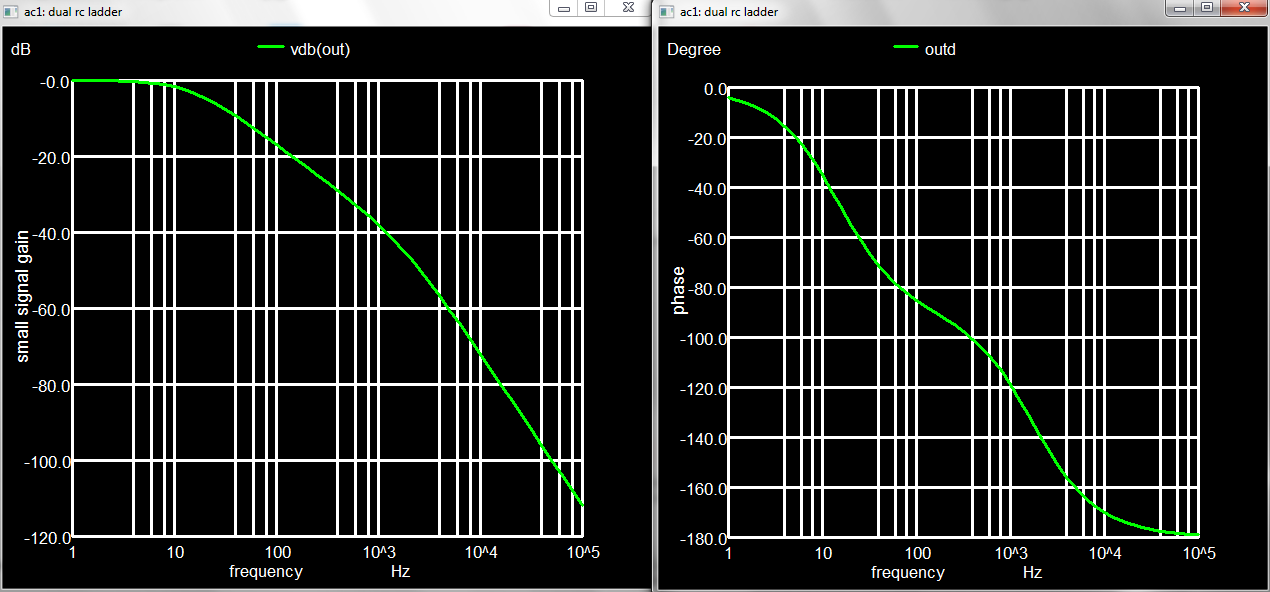 ac1: dual rc ladder
dB
vdb(out)
-0.0
-20.0
-40.0
-60.0
-80.0
-100.0
-120.0
small signal gain
1 10 100 10^3 10^4 10^5
frequency Hz
ac1: dual rc ladder
Degree
outd
0.0
-20.0
-40.0
-60.0
-80.0
-100.0
-120.0
-140.0
-160.0
-180.0
phase
1 10 100 10^3 10^4 10^5
frequency Hz